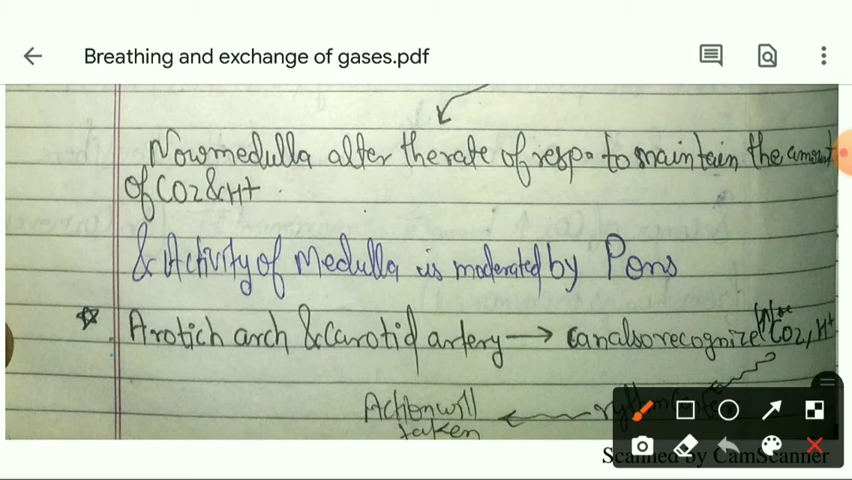 Breathing and exchange of gases.pdf
Now medulla alter the rate of resp. to maintain the amount
of CO2 & H+
& Activity of Medulla is moderated by Pons
Arotich arch & Carotid artery → can also recognize CO2, H+
Action will
taken
Scanned by CamScanner